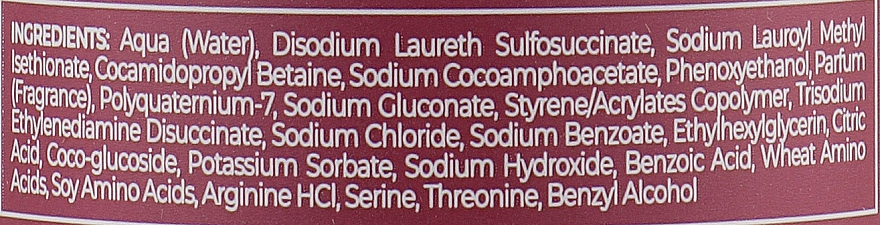 INGREDIENTS: Aqua (Water), Disodium Laureth Sulfosuccinate, Sodium Lauroyl Methyl
Isethionate, Cocamidopropyl Betaine, Sodium Cocoamphoacetate, Phenoxyethanol, Parfum
(Fragrance), Polyquaternium-7, Sodium Gluconate, Styrene/Acrylates Copolymer, Trisodium
Ethylenediamine Disuccinate, Sodium Chloride, Sodium Benzoate, Ethylhexylglycerin, Citric
Acid, Coco-glucoside, Potassium Sorbate, Sodium Hydroxide, Benzoic Acid, Wheat Amino
Acids, Soy Amino Acids, Arginine HCl, Serine, Threonine, Benzyl Alcohol